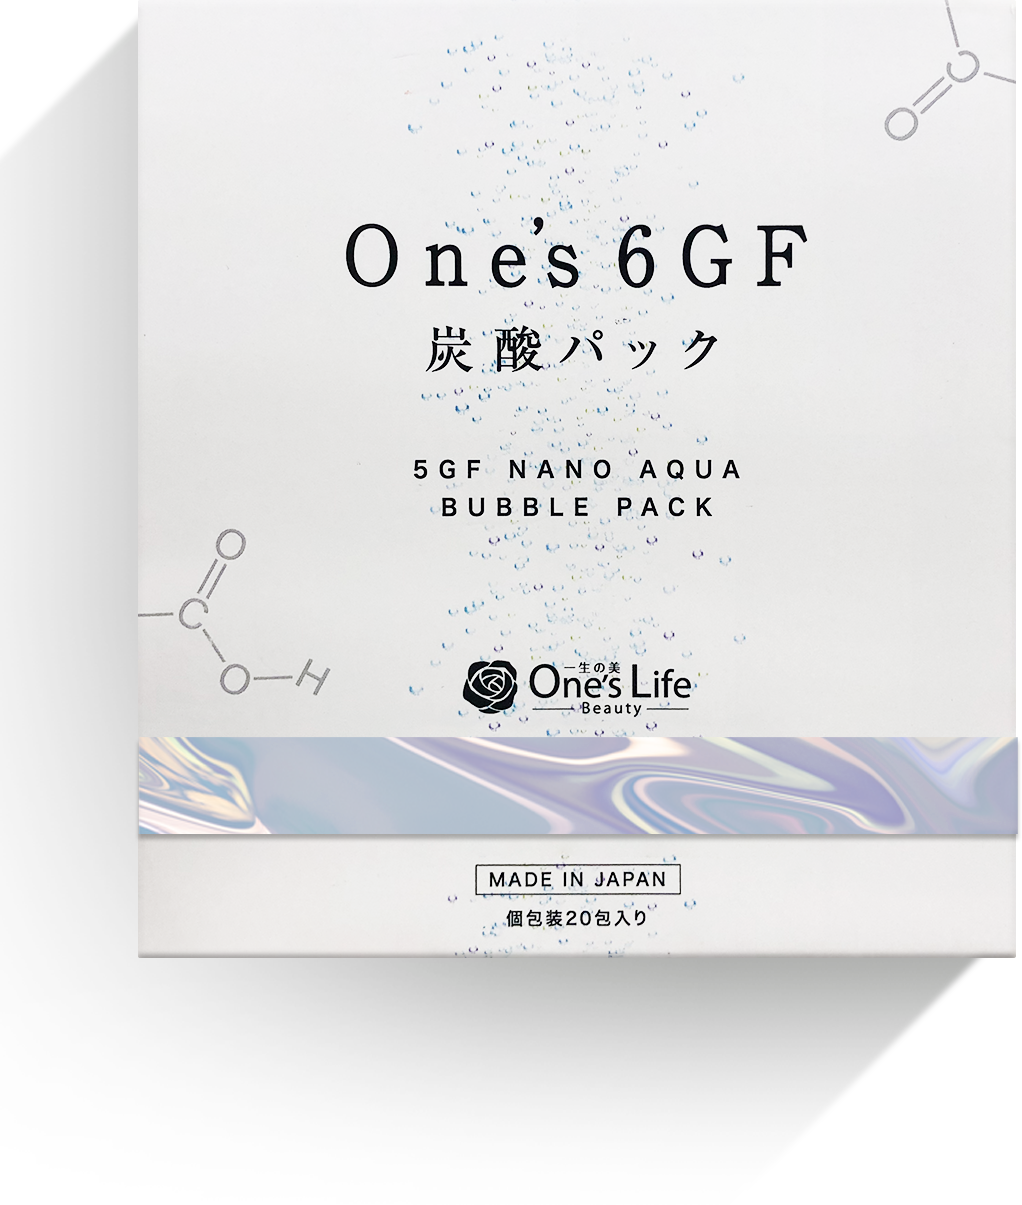 C
O
One's 6GF
炭酸パック
5GF NANO AQUA
BUBBLE PACK
O
C
O H
一生の美
One's Life
Beauty
MADE IN JAPAN
個包装20包入り